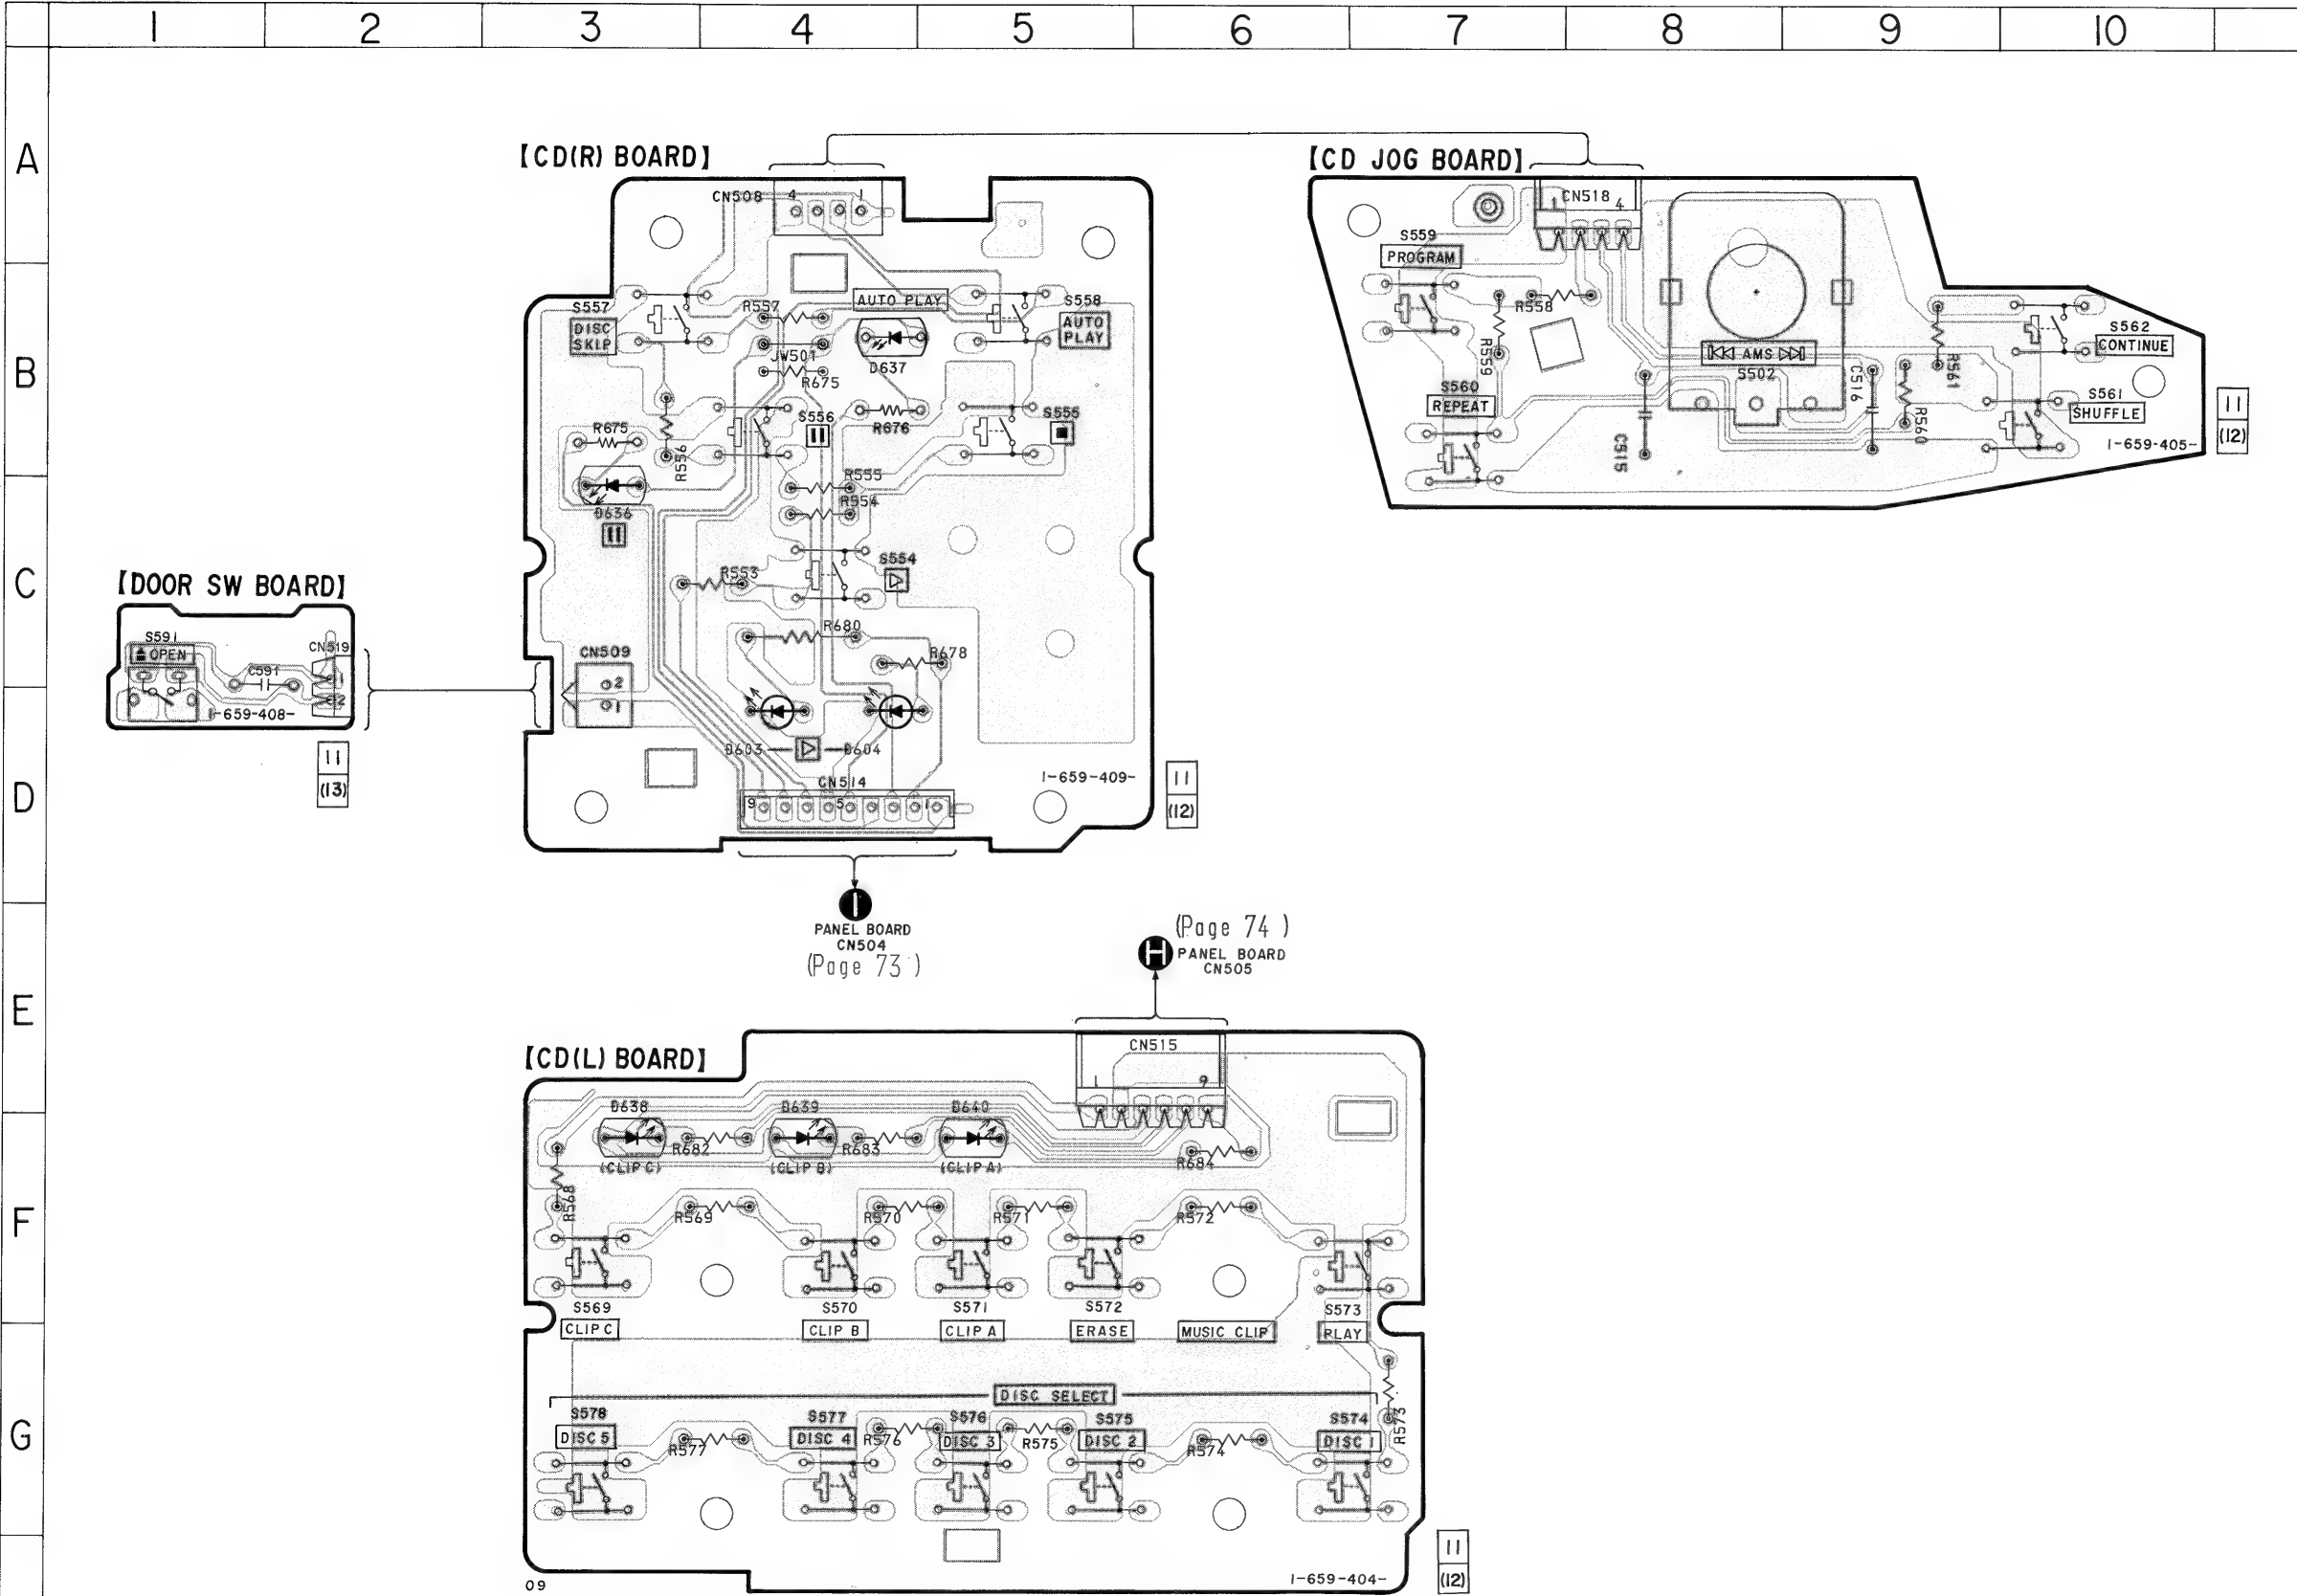 1 2 3 4 5 6 7 8 9 10
A
B
C
D
E
F
G
【CD(R) BOARD】
CN508
4 1
S557
DISC SKIP
R557
AUTO PLAY
S558
AUTO PLAY
JW501
R675
D637
R675
R556
S556
R676
S555
D636
R555
R554
S554
R553
R680
R678
CN509
2
1
D603
D604
CN514
9 5 1
1-659-409-
11
(12)
I
PANEL BOARD
CN504
(Page 73 )
【CD JOG BOARD】
CN518
1 4
S559
PROGRAM
R558
R559
S560
REPEAT
AMS
S502
C515
C516
R560
R561
S562
CONTINUE
S561
SHUFFLE
1-659-405-
11
(12)
【DOOR SW BOARD】
S591
OPEN
C591
CN519
1
2
1-659-408-
11
(13)
(Page 74 )
H
PANEL BOARD
CN505
【CD(L) BOARD】
CN515
1 9
D638
D639
D640
R682
R683
R684
(CLIP C)
(CLIP B)
(CLIP A)
R568
R569
R570
R571
R572
S569
S570
S571
S572
S573
CLIP C
CLIP B
CLIP A
ERASE
MUSIC CLIP
PLAY
DISC SELECT
R573
S578
S577
S576
S575
S574
DISC 5
DISC 4
DISC 3
DISC 2
DISC 1
R577
R576
R575
R574
09
1-659-404-
11
(12)